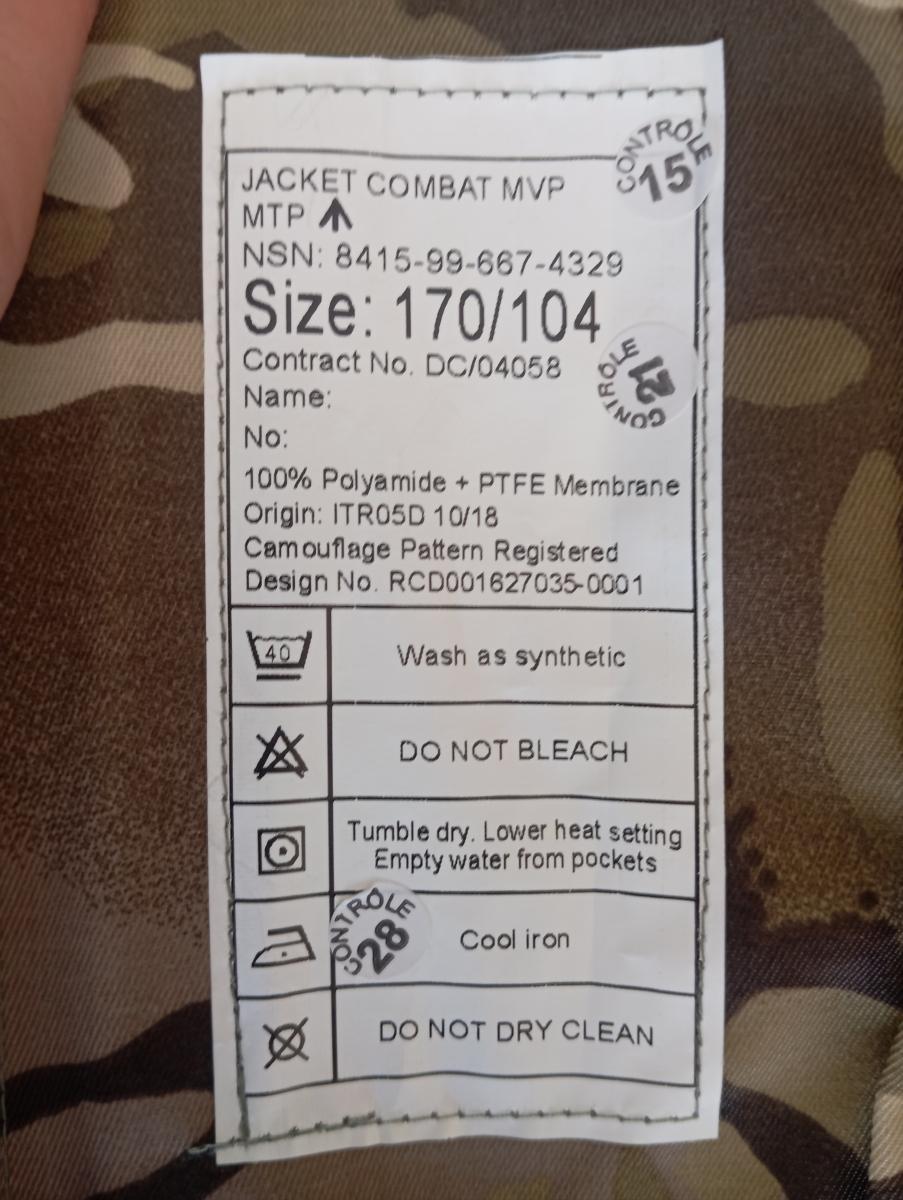 CONTROLE
15
JACKET COMBAT MVP
MTP
NSN: 8415-99-667-4329
Size: 170/104
CONTROLE
21
Contract No. DC/04058
Name:
No:
100% Polyamide + PTFE Membrane
Origin: ITR05D 10/18
Camouflage Pattern Registered
Design No. RCD001627035-0001
40
Wash as synthetic
DO NOT BLEACH
Tumble dry. Lower heat setting
Empty water from pockets
CONTROLE
28
Cool iron
DO NOT DRY CLEAN